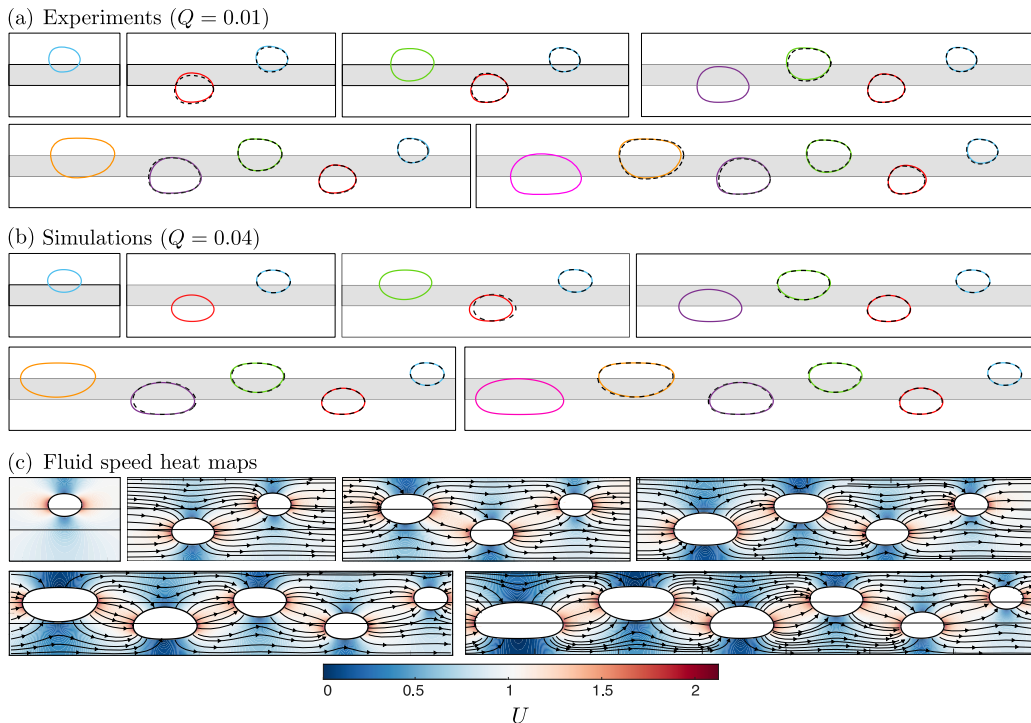 (a) Experiments (Q = 0.01)
(b) Simulations (Q = 0.04)
(c) Fluid speed heat maps
0 0.5 1 1.5 2
U